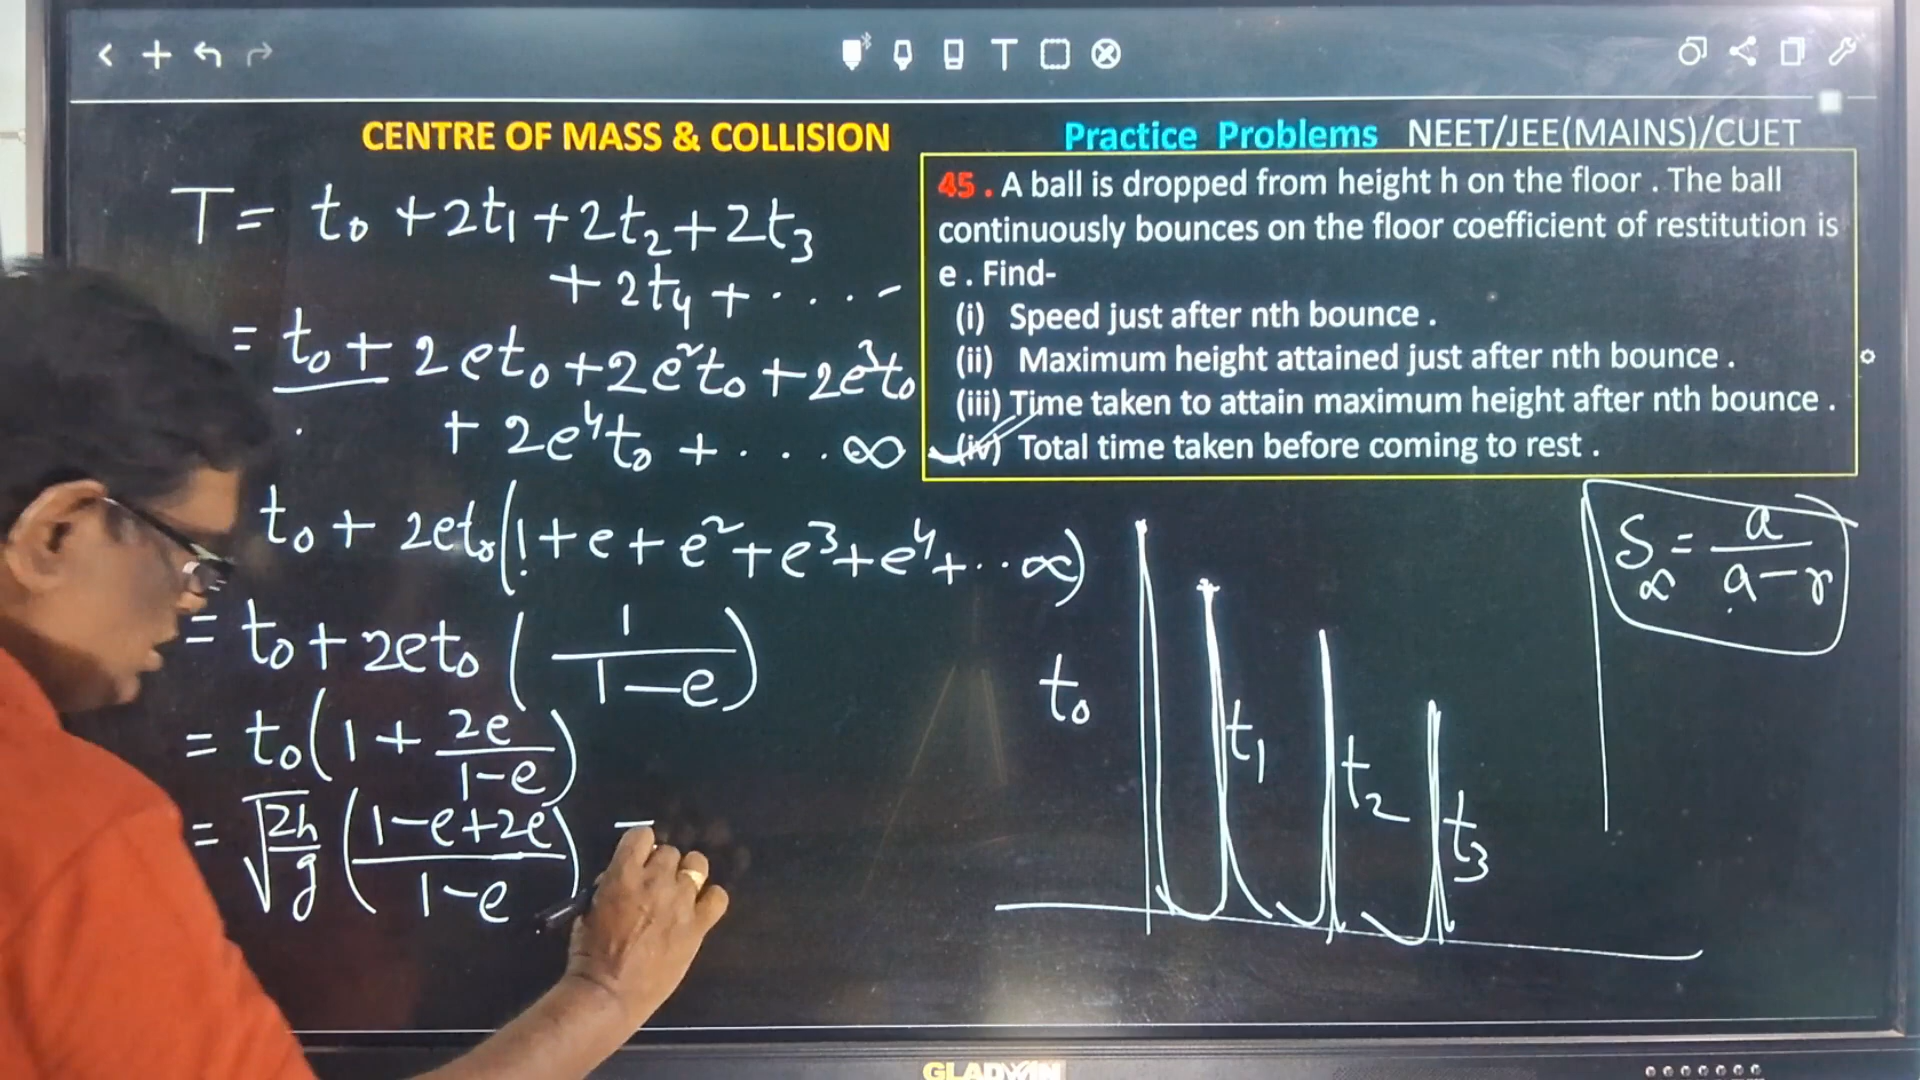 CENTRE OF MASS & COLLISION
Practice Problems NEET/JEE(MAINS)/CUET
45 . A ball is dropped from height h on the floor . The ball
continuously bounces on the floor coefficient of restitution is
e . Find-
(i) Speed just after nth bounce .
(ii) Maximum height attained just after nth bounce .
(iii) Time taken to attain maximum height after nth bounce .
(iv) Total time taken before coming to rest .
T = t₀ + 2t₁ + 2t₂ + 2t₃
+ 2t₄ + . . . . -
= t₀ + 2et₀ + 2e²t₀ + 2e³t₀
+ 2e⁴t₀ + . . . . ∞
t₀ + 2et₀(1 + e + e² + e³ + e⁴ + . . ∞)
= t₀ + 2et₀ (1/(1-e))
= t₀(1 + 2e/(1-e))
= √(2h/g) ((1-e+2e)/(1-e)) =
t₀
t₁
t₂
t₃
S∞ = a/(a-r)
GLADWIN